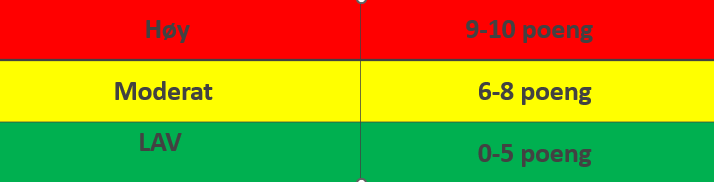 Høy 9-10 poeng
Moderat 6-8 poeng
LAV 0-5 poeng